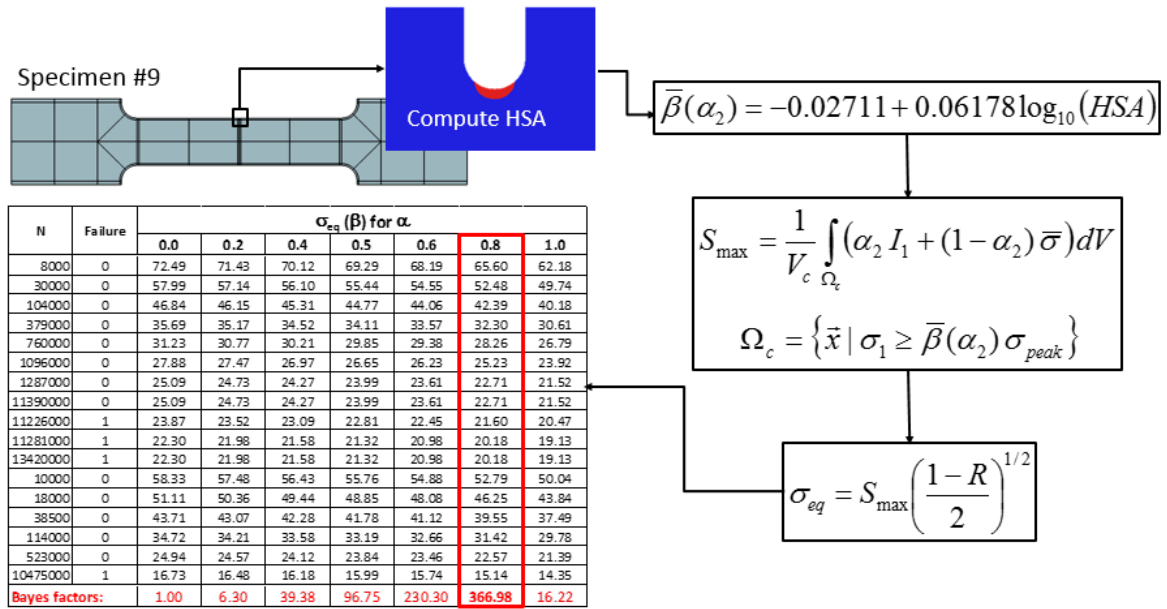 Specimen #9
Compute HSA
β̄(α₂) = −0.02711 + 0.06178 log₁₀(HSA)
S_max = 1/V_c ∫_Ω_c (α₂ I₁ + (1 − α₂) σ̄) dV
Ω_c = {x⃗ | σ₁ ≥ β̄(α₂) σ_peak}
σ_eq = S_max ((1 − R)/2)^1/2
N Failure σeq (β) for α
0.0 0.2 0.4 0.5 0.6 0.8 1.0
8000 0 72.49 71.43 70.12 69.29 68.19 65.60 62.18
30000 0 57.99 57.14 56.10 55.44 54.55 52.48 49.74
104000 0 46.84 46.15 45.31 44.77 44.06 42.39 40.18
379000 0 35.69 35.17 34.52 34.11 33.57 32.30 30.61
760000 0 31.23 30.77 30.21 29.85 29.38 28.26 26.79
1096000 0 27.88 27.47 26.97 26.65 26.23 25.23 23.92
1287000 0 25.09 24.73 24.27 23.99 23.61 22.71 21.52
11390000 0 25.09 24.73 24.27 23.99 23.61 22.71 21.52
11226000 1 23.87 23.52 23.09 22.81 22.45 21.60 20.47
11281000 1 22.30 21.98 21.58 21.32 20.98 20.18 19.13
13420000 1 22.30 21.98 21.58 21.32 20.98 20.18 19.13
10000 0 58.33 57.48 56.43 55.76 54.88 52.79 50.04
18000 0 51.11 50.36 49.44 48.85 48.08 46.25 43.84
38500 0 43.71 43.07 42.28 41.78 41.12 39.55 37.49
114000 0 34.72 34.21 33.58 33.19 32.66 31.42 29.78
523000 0 24.94 24.57 24.12 23.84 23.46 22.57 21.39
10475000 1 16.73 16.48 16.18 15.99 15.74 15.14 14.35
Bayes factors: 1.00 6.30 39.38 96.75 230.30 366.98 16.22